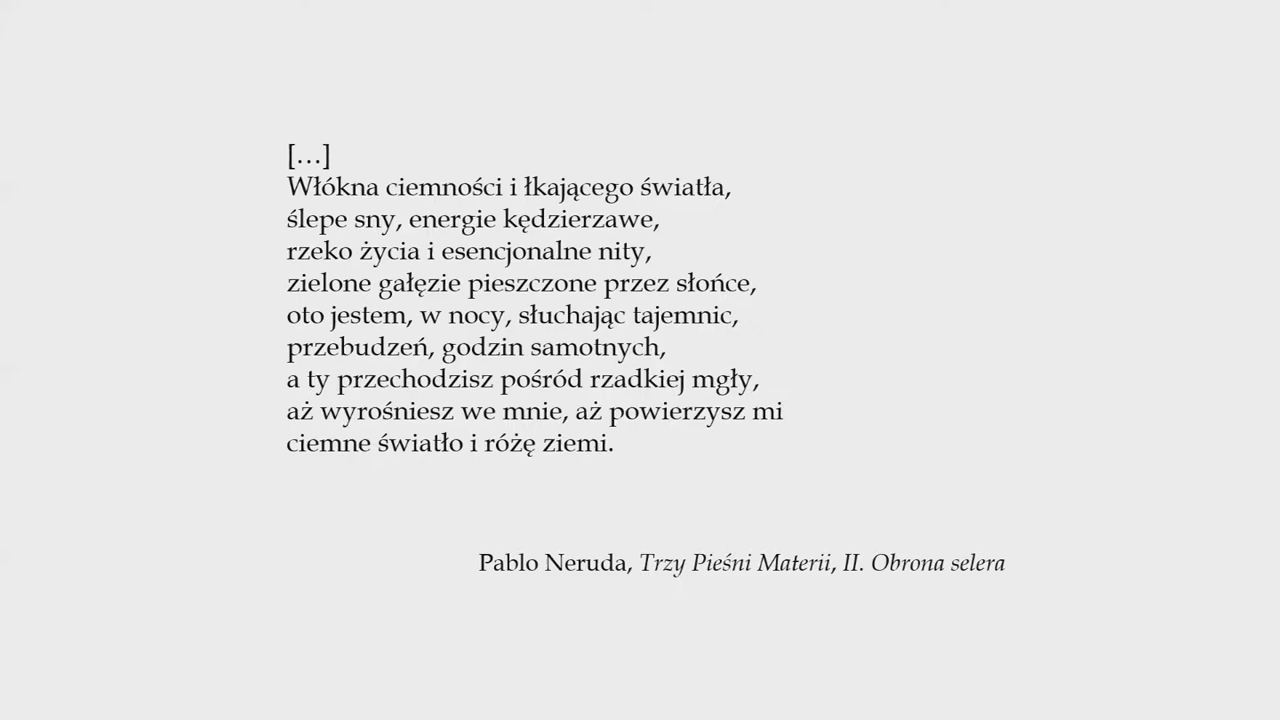 […]
Włókna ciemności i łkającego światła,
ślepe sny, energie kędzierzawe,
rzeko życia i esencjonalne nity,
zielone gałęzie pieszczone przez słońce,
oto jestem, w nocy, słuchając tajemnic,
przebudzeń, godzin samotnych,
a ty przechodzisz pośród rzadkiej mgły,
aż wyrośniesz we mnie, aż powierzysz mi
ciemne światło i różę ziemi.
Pablo Neruda, Trzy Pieśni Materii, II. Obrona selera